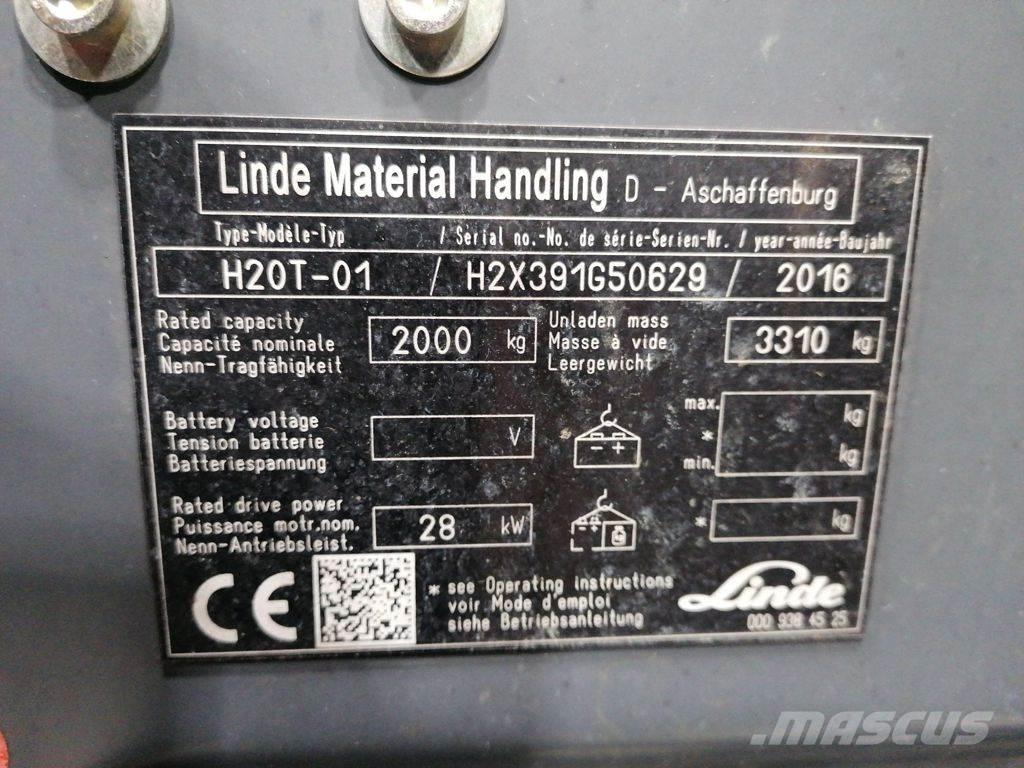 Linde Material Handling D - Aschaffenburg
Type-Modèle-Typ / Serial no.-No. de série-Serien-Nr. / year-année-Baujahr
H20T-01 / H2X391G50629 / 2016
Rated capacity
Capacité nominale
Nenn-Tragfähigkeit
2000 kg
Unladen mass
Masse à vide
Leergewicht
3310 kg
Battery voltage
Tension batterie
Batteriespannung
V
max. kg
*
min. kg
Rated drive power
Puissance motr.nom.
Nenn-Antriebsleist.
28 kW
* kg
CE
* see Operating instructions
voir Mode d'emploi
siehe Betriebsanleitung
Linde
000 938 45 25
MASCUS